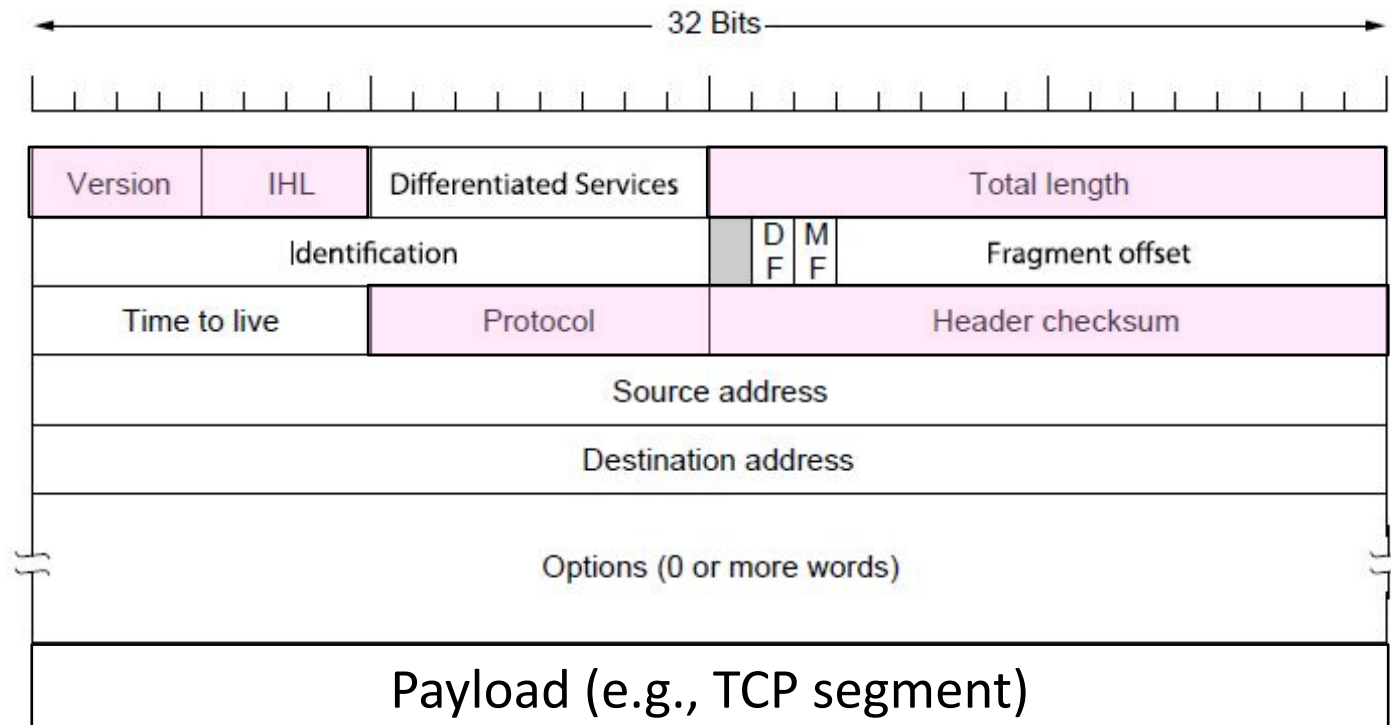 32 Bits
Version IHL Differentiated Services Total length
Identification D M Fragment offset
F F
Time to live Protocol Header checksum
Source address
Destination address
Options (0 or more words)
Payload (e.g., TCP segment)